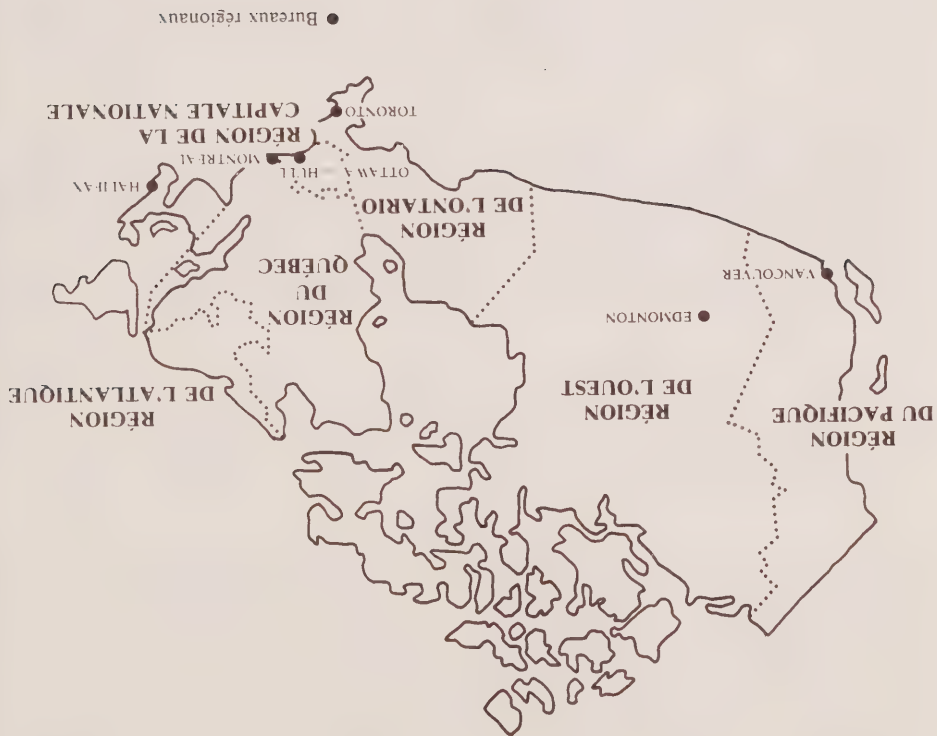 RÉGION
DU PACIFIQUE
RÉGION
DE L'OUEST
RÉGION
DE L'ATLANTIQUE
EDMONTON
RÉGION
DU
QUÉBEC
VANCOUVER
RÉGION
DE L'ONTARIO
HALIFAX
OTTAWA
HULL
MONTRÉAL
RÉGION DE LA
CAPITALE NATIONALE
TORONTO
● Bureaux régionaux